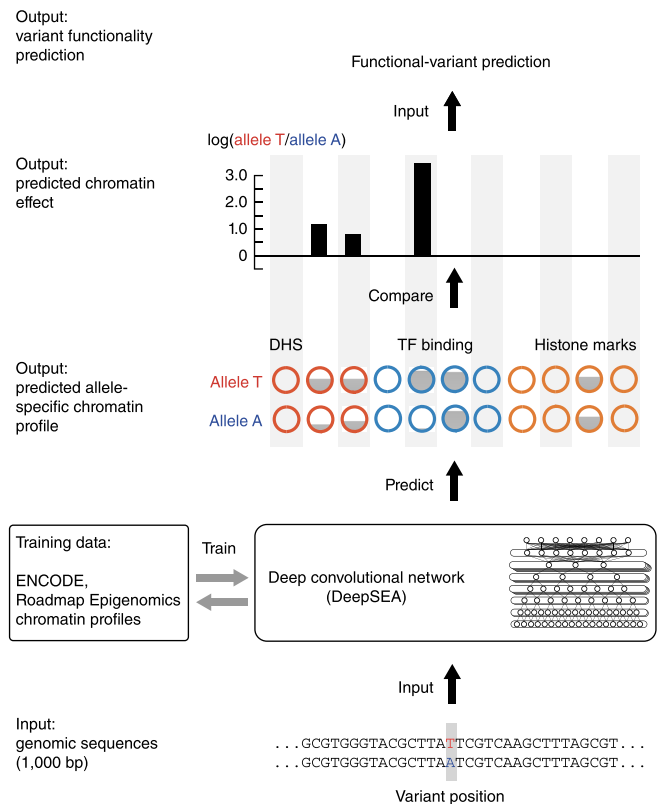 Output:
variant functionality
prediction
Functional-variant prediction
Input
log(allele T/allele A)
Output:
predicted chromatin
effect
3.0
2.0
1.0
0
Compare
DHS
TF binding
Histone marks
Output:
predicted allele-
specific chromatin
profile
Allele T
Allele A
Predict
Training data:
ENCODE,
Roadmap Epigenomics
chromatin profiles
Train
Deep convolutional network
(DeepSEA)
Input
Input:
genomic sequences
(1,000 bp)
...GCGTGGGTACGCTTATTCGTCAAGCTTTAGCGT...
...GCGTGGGTACGCTTAATCGTCAAGCTTTAGCGT...
Variant position